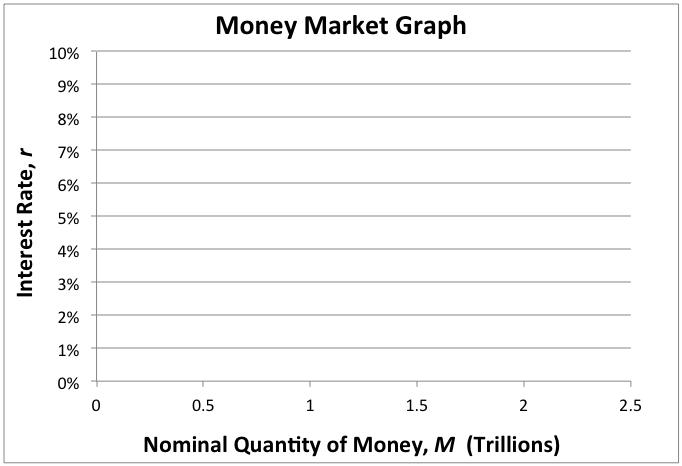 Money Market Graph
10%
9%
8%
7%
6%
5%
4%
3%
2%
1%
0%
Interest Rate, r
0 0.5 1 1.5 2 2.5
Nominal Quantity of Money, M (Trillions)